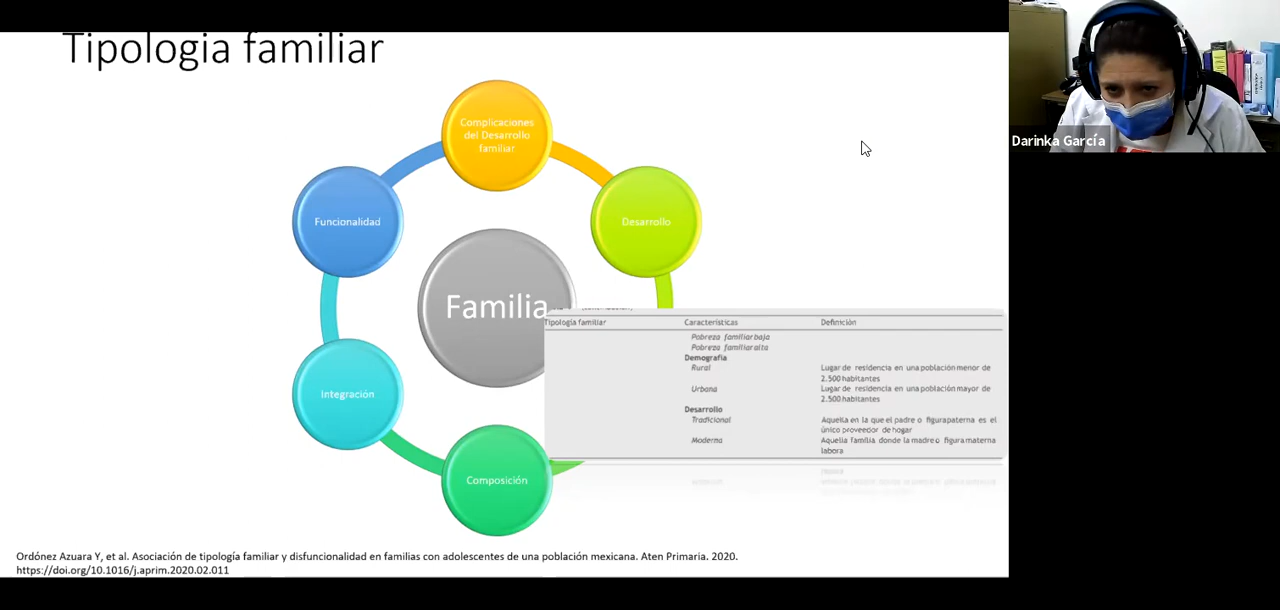 Tipologia familiar
Complicaciones
del Desarrollo
familiar
Funcionalidad
Desarrollo
Familia
Integración
Composición
Tipología familiar
Características
Definición
Pobreza familiar baja
Pobreza familiar alta
Demografía
Rural
Lugar de residencia en una población menor de
2.500 habitantes
Urbana
Lugar de residencia en una población mayor de
2.500 habitantes
Desarrollo
Tradicional
Aquella en la que el padre o figura paterna es el
único proveedor de hogar
Moderna
Aquella familia donde la madre o figura materna
labora
Ordónez Azuara Y, et al. Asociación de tipología familiar y disfuncionalidad en familias con adolescentes de una población mexicana. Aten Primaria. 2020.
https://doi.org/10.1016/j.aprim.2020.02.011
Darinka García